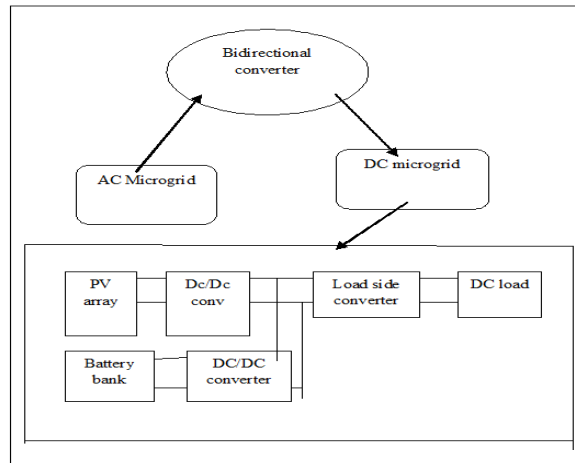 Bidirectional
converter
AC Microgrid
DC microgrid
PV
array
Dc/Dc
conv
Load side
converter
DC load
Battery
bank
DC/DC
converter